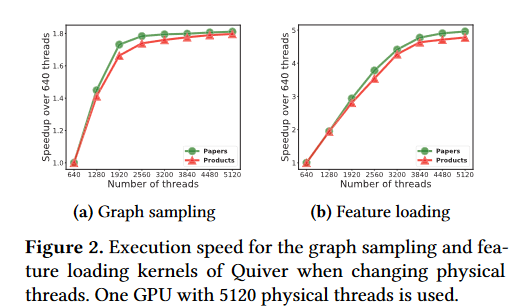 Speedup over 640 threads
1.8
1.6
1.4
1.2
1.0
Papers
Products
640 1280 1920 2560 3200 3840 4480 5120
Number of threads
(a) Graph sampling
Speedup over 640 threads
5
4
3
2
1
Papers
Products
640 1280 1920 2560 3200 3840 4480 5120
Number of threads
(b) Feature loading
Figure 2. Execution speed for the graph sampling and fea-
ture loading kernels of Quiver when changing physical
threads. One GPU with 5120 physical threads is used.